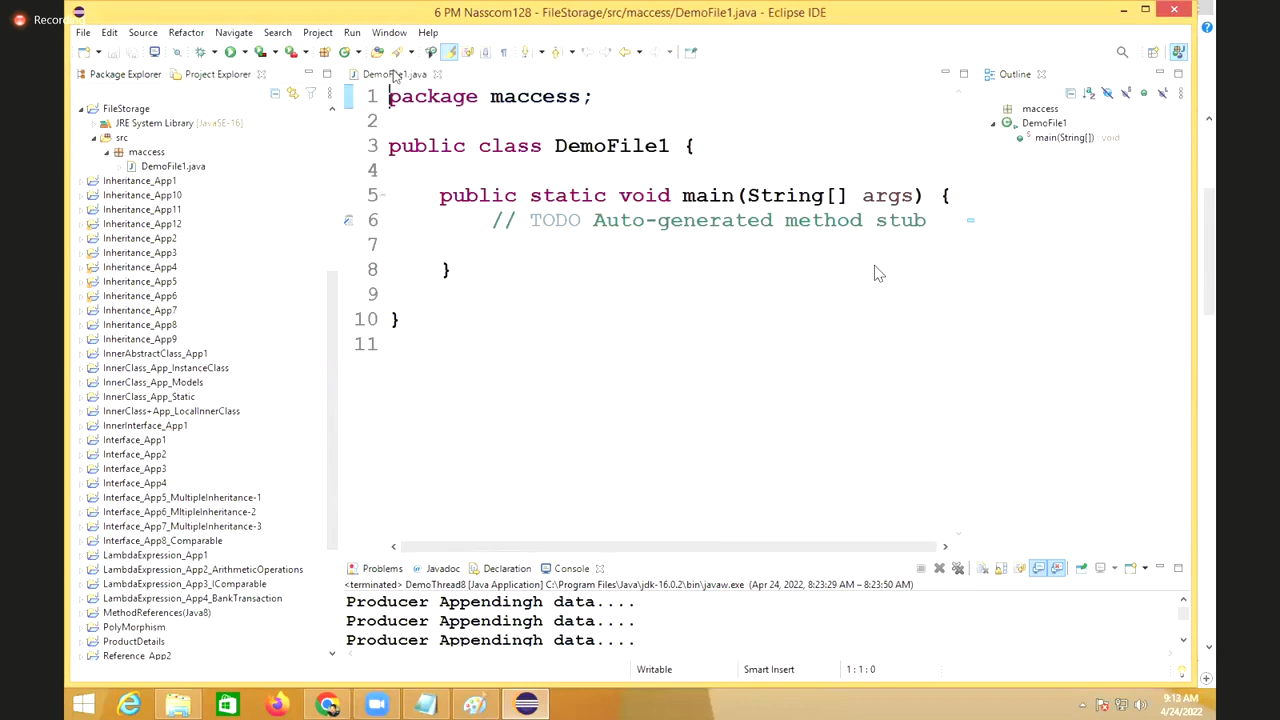 Recording
6 PM Nasscom128 - FileStorage/src/maccess/DemoFile1.java - Eclipse IDE
File Edit Source Refactor Navigate Search Project Run Window Help
Package Explorer Project Explorer
FileStorage
JRE System Library [JavaSE-16]
src
maccess
DemoFile1.java
Inheritance_App1
Inheritance_App10
Inheritance_App11
Inheritance_App12
Inheritance_App2
Inheritance_App3
Inheritance_App4
Inheritance_App5
Inheritance_App6
Inheritance_App7
Inheritance_App8
Inheritance_App9
InnerAbstractClass_App1
InnerClass_App_InstanceClass
InnerClass_App_Models
InnerClass_App_Static
InnerClass+App_LocalInnerClass
InnerInterface_App1
Interface_App1
Interface_App2
Interface_App3
Interface_App4
Interface_App5_MultipleInheritance-1
Interface_App6_MltipleInheritance-2
Interface_App7_MultipleInheritance-3
Interface_App8_Comparable
LambdaExpression_App1
LambdaExpression_App2_ArithmeticOperations
LambdaExpression_App3_IComparable
LambdaExpression_App4_BankTransaction
MethodReferences(Java8)
PolyMorphism
ProductDetails
Reference_App2
DemoFile1.java
1 package maccess;
2
3 public class DemoFile1 {
4
5 public static void main(String[] args) {
6 // TODO Auto-generated method stub
7
8 }
9
10 }
11
Outline
maccess
DemoFile1
main(String[]) : void
Problems Javadoc Declaration Console
<terminated> DemoThread8 [Java Application] C:\Program Files\Java\jdk-16.0.2\bin\javaw.exe (Apr 24, 2022, 8:23:29 AM – 8:23:50 AM)
Producer Appendingh data....
Producer Appendingh data....
Producer Appendingh data....
Writable Smart Insert 1 : 1 : 0
9:13 AM
4/24/2022